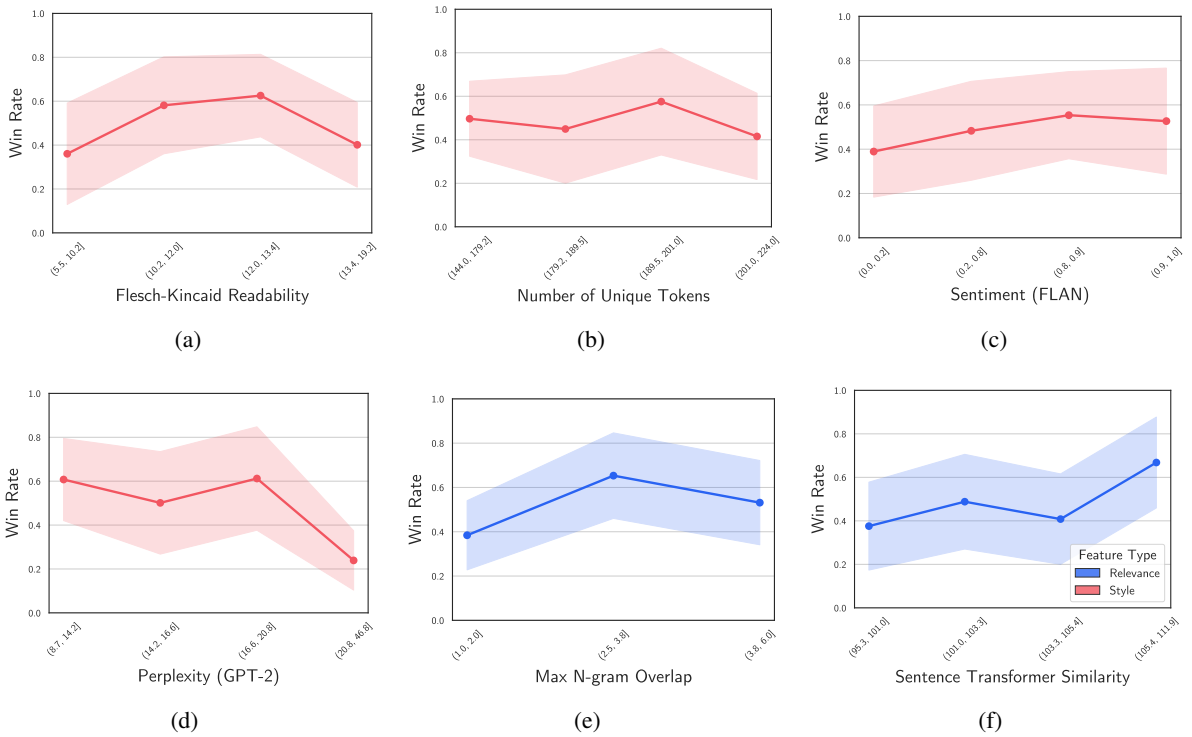 1.0
0.8
0.6
0.4
0.2
0.0
Win Rate
(5.5, 10.2]
(10.2, 12.0]
(12.0, 13.4]
(13.4, 19.2]
Flesch-Kincaid Readability
(a)
1.0
0.8
0.6
0.4
0.2
0.0
Win Rate
(144.0, 179.2]
(179.2, 189.5]
(189.5, 201.0]
(201.0, 224.0]
Number of Unique Tokens
(b)
1.0
0.8
0.6
0.4
0.2
0.0
Win Rate
(0.0, 0.2]
(0.2, 0.8]
(0.8, 0.9]
(0.9, 1.0]
Sentiment (FLAN)
(c)
1.0
0.8
0.6
0.4
0.2
0.0
Win Rate
(8.7, 14.2]
(14.2, 16.6]
(16.6, 20.8]
(20.8, 46.8]
Perplexity (GPT-2)
(d)
1.0
0.8
0.6
0.4
0.2
0.0
Win Rate
(1.0, 2.0]
(2.5, 3.8]
(3.8, 6.0]
Max N-gram Overlap
(e)
1.0
0.8
0.6
0.4
0.2
0.0
Win Rate
Feature Type
Relevance
Style
(95.3, 101.0]
(101.0, 103.3]
(103.3, 105.4]
(105.4, 111.9]
Sentence Transformer Similarity
(f)